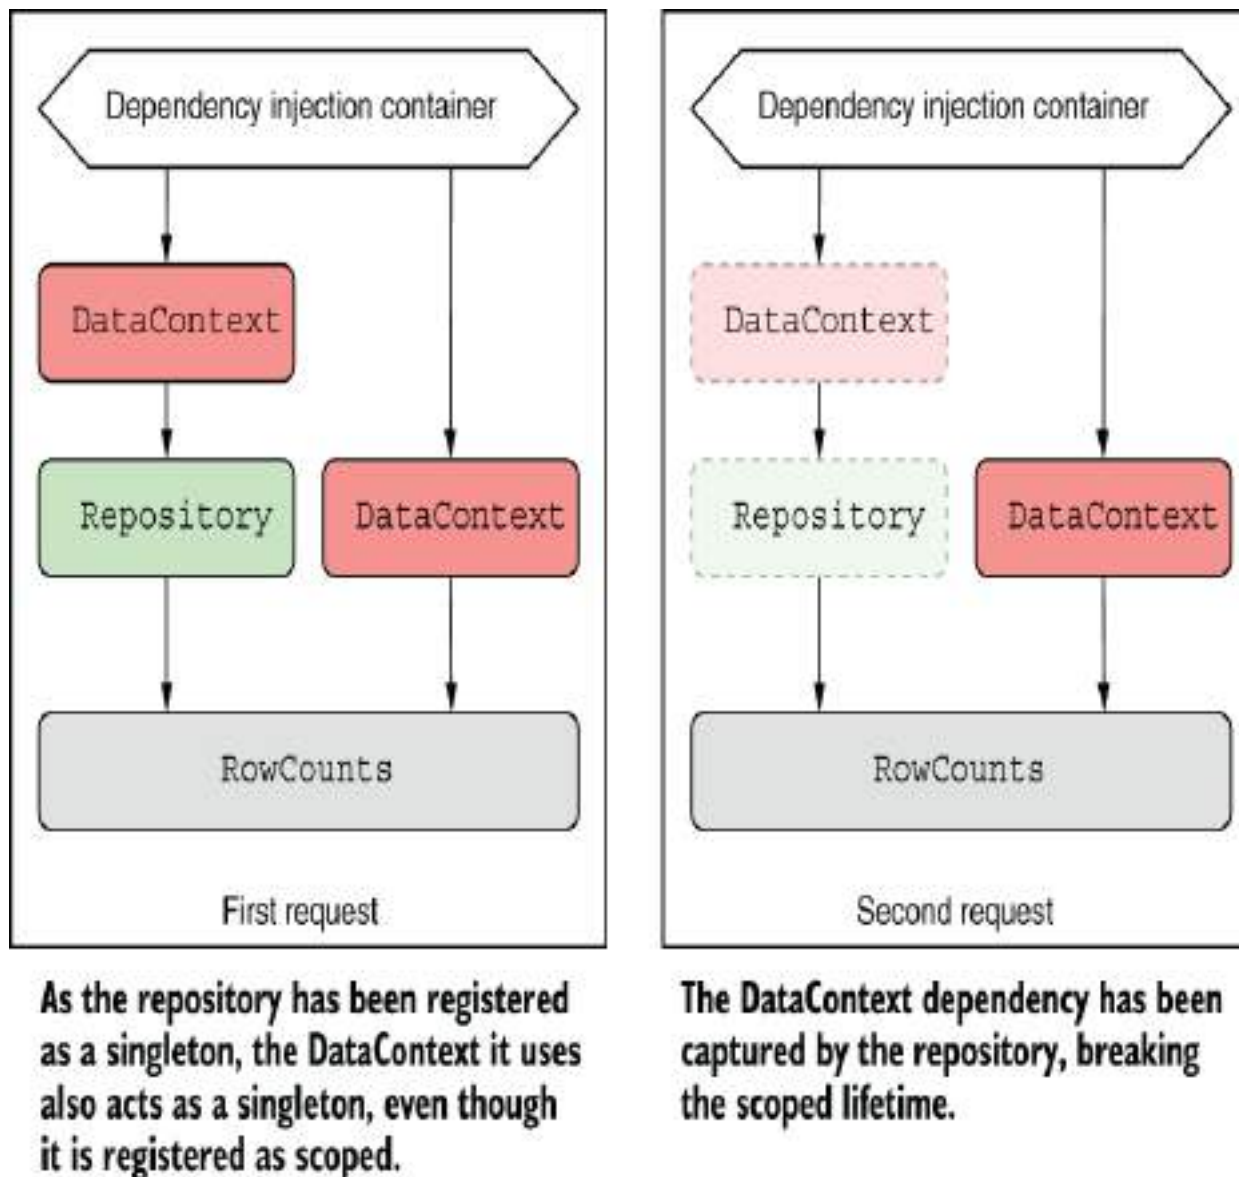 Dependency injection container
DataContext
Repository
DataContext
RowCounts
First request
As the repository has been registered
as a singleton, the DataContext it uses
also acts as a singleton, even though
it is registered as scoped.
Dependency injection container
DataContext
Repository
DataContext
RowCounts
Second request
The DataContext dependency has been
captured by the repository, breaking
the scoped lifetime.